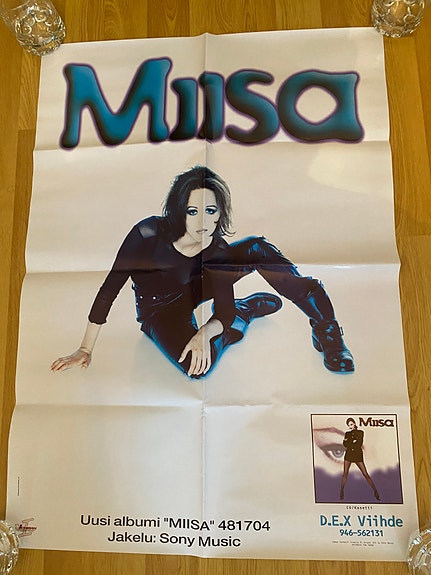 Miisa
MIISA
CD/Kasetti
D.E.X Viihde
946-562131
Uusi albumi "MIISA" 481704
Jakelu: Sony Music